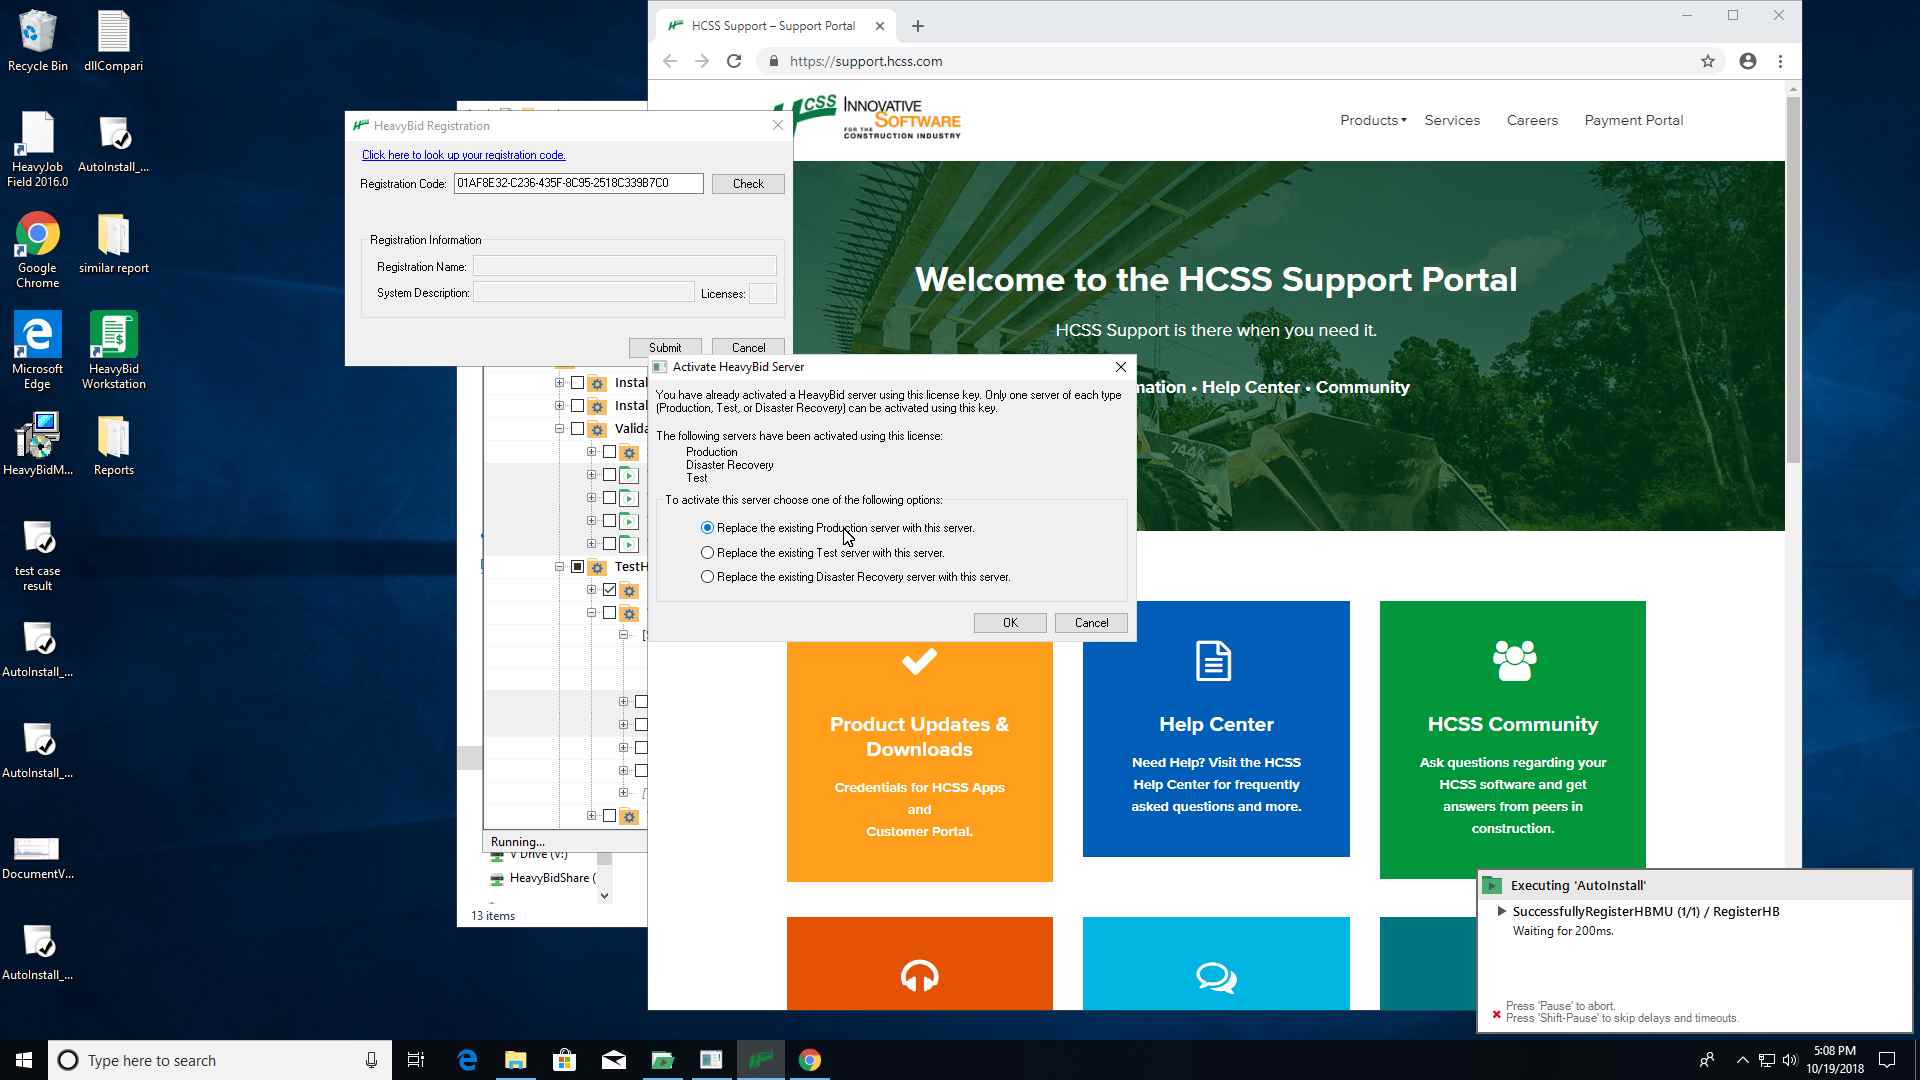 Recycle Bin
dllCompari
HeavyJob
Field 2016.0
AutoInstall_...
Google
Chrome
similar report
Microsoft
Edge
HeavyBid
Workstation
HeavyBidM...
Reports
test case
result
AutoInstall_...
AutoInstall_...
DocumentV...
AutoInstall_...
HCSS Support – Support Portal
https://support.hcss.com
HCSS INNOVATIVE
SOFTWARE
FOR THE
CONSTRUCTION INDUSTRY
Products
Services
Careers
Payment Portal
Welcome to the HCSS Support Portal
HCSS Support is there when you need it.
mation • Help Center • Community
HeavyBid Registration
Click here to look up your registration code.
Registration Code:
01AF8E32-C236-435F-8C95-2518C339B7C0
Check
Registration Information
Registration Name:
System Description:
Licenses:
Submit
Cancel
Activate HeavyBid Server
You have already activated a HeavyBid server using this license key. Only one server of each type
(Production, Test, or Disaster Recovery) can be activated using this key.
The following servers have been activated using this license:
Production
Disaster Recovery
Test
To activate this server choose one of the following options:
Replace the existing Production server with this server.
Replace the existing Test server with this server.
Replace the existing Disaster Recovery server with this server.
OK
Cancel
Instal
Instal
Valida
TestH
Running...
V Drive (V:)
HeavyBidShare (
13 items
Product Updates &
Downloads
Credentials for HCSS Apps
and
Customer Portal.
Help Center
Need Help? Visit the HCSS
Help Center for frequently
asked questions and more.
HCSS Community
Ask questions regarding your
HCSS software and get
answers from peers in
construction.
Executing 'AutoInstall'
SuccessfullyRegisterHBMU (1/1) / RegisterHB
Waiting for 200ms.
Press 'Pause' to abort.
Press 'Shift-Pause' to skip delays and timeouts.
Type here to search
5:08 PM
10/19/2018